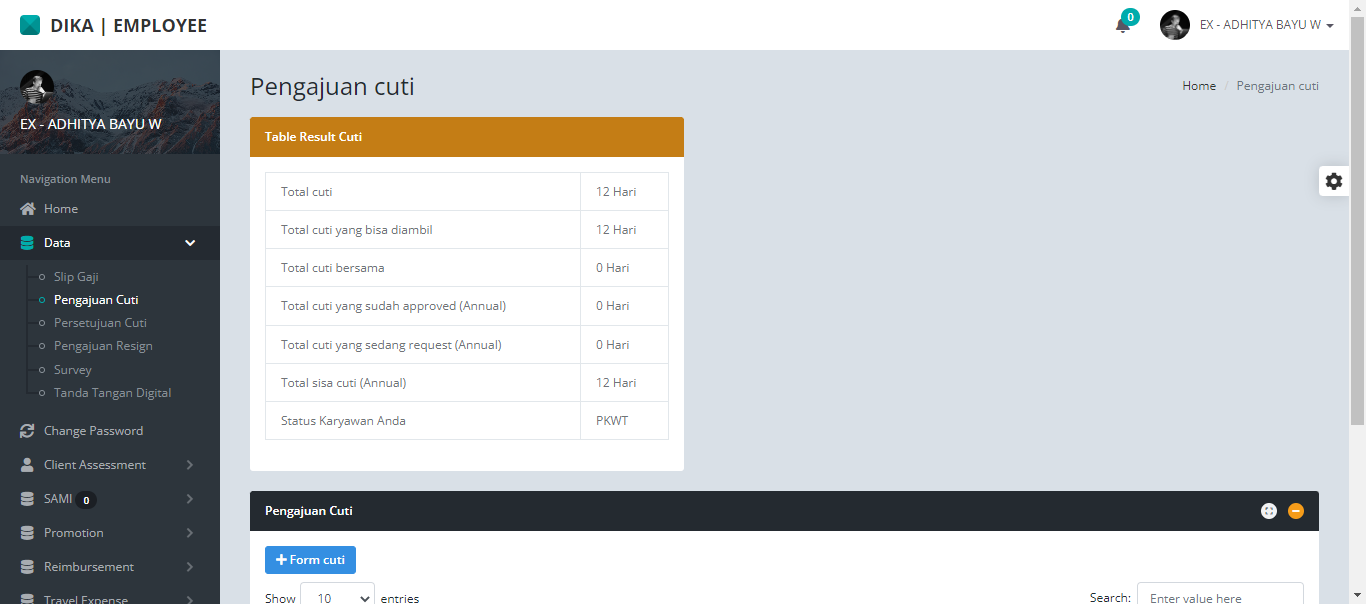 DIKA | EMPLOYEE
0
EX - ADHITYA BAYU W
EX - ADHITYA BAYU W
Navigation Menu
Home
Data
Slip Gaji
Pengajuan Cuti
Persetujuan Cuti
Pengajuan Resign
Survey
Tanda Tangan Digital
Change Password
Client Assessment
SAMI 0
Promotion
Reimbursement
Travel Expense
Pengajuan cuti
Home / Pengajuan cuti
Table Result Cuti
Total cuti 12 Hari
Total cuti yang bisa diambil 12 Hari
Total cuti bersama 0 Hari
Total cuti yang sudah approved (Annual) 0 Hari
Total cuti yang sedang request (Annual) 0 Hari
Total sisa cuti (Annual) 12 Hari
Status Karyawan Anda PKWT
Pengajuan Cuti
+ Form cuti
Show 10 entries
Search: Enter value here